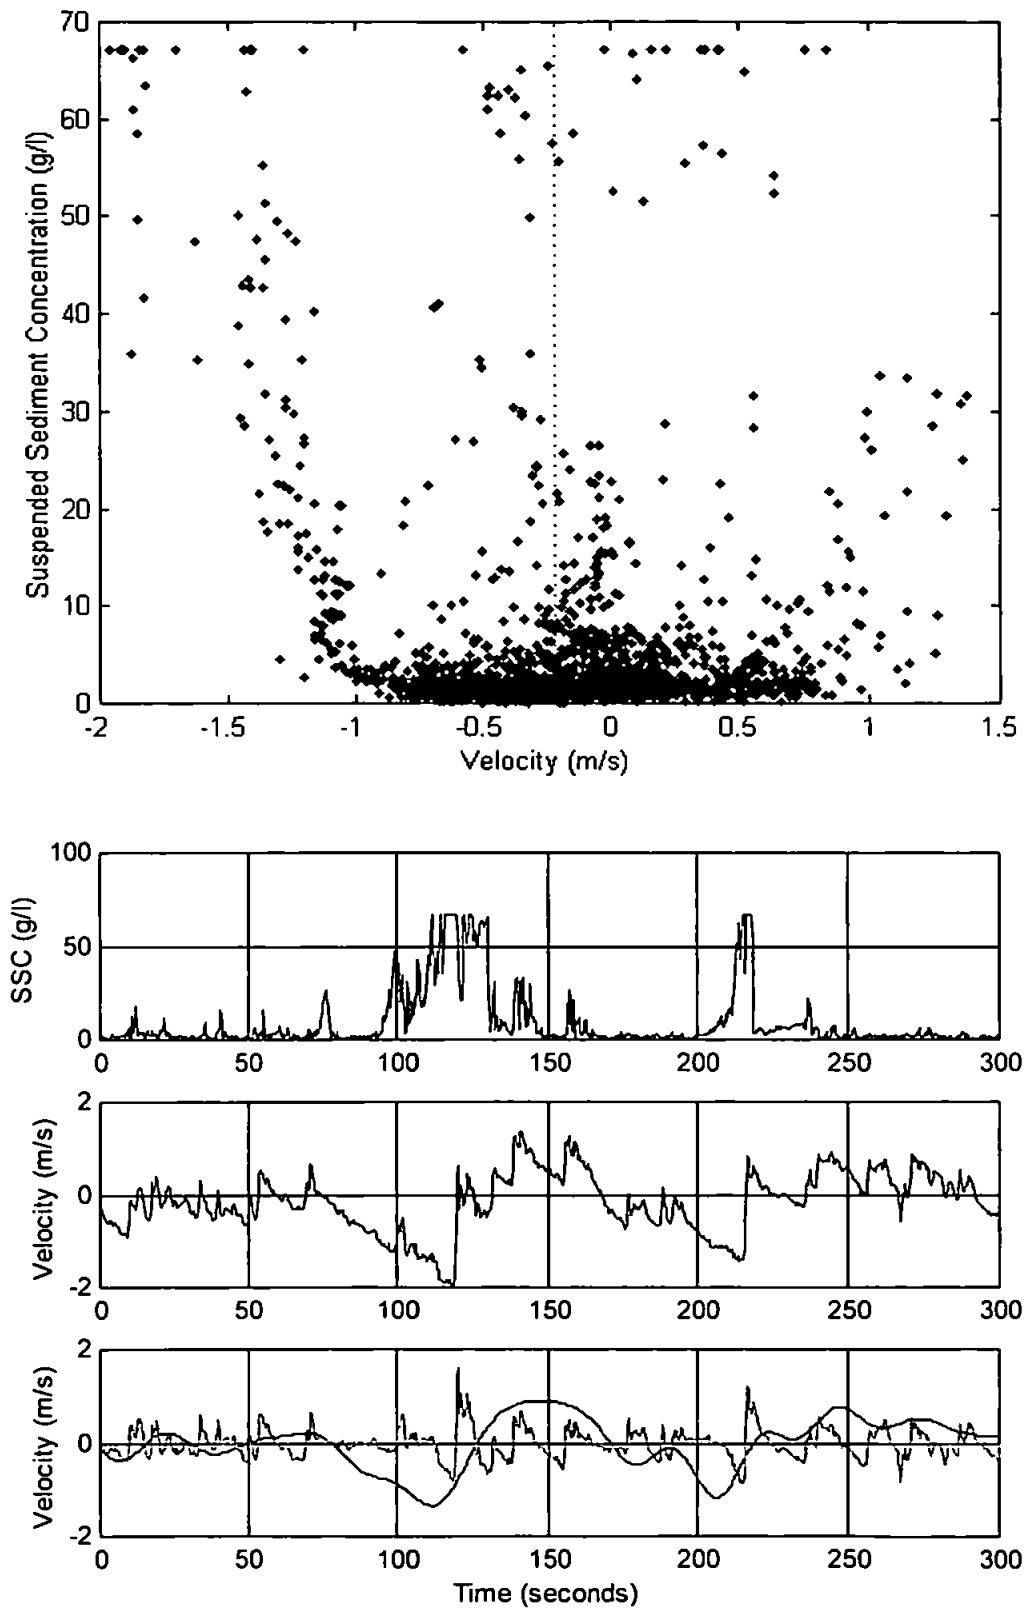 70
60
50
40
30
20
10
0
Suspended Sediment Concentration (g/l)
-2 -1.5 -1 -0.5 0 0.5 1 1.5
Velocity (m/s)
100
50
0
SSC (g/l)
0 50 100 150 200 250 300
2
0
-2
Velocity (m/s)
0 50 100 150 200 250 300
2
0
-2
Velocity (m/s)
0 50 100 150 200 250 300
Time (seconds)